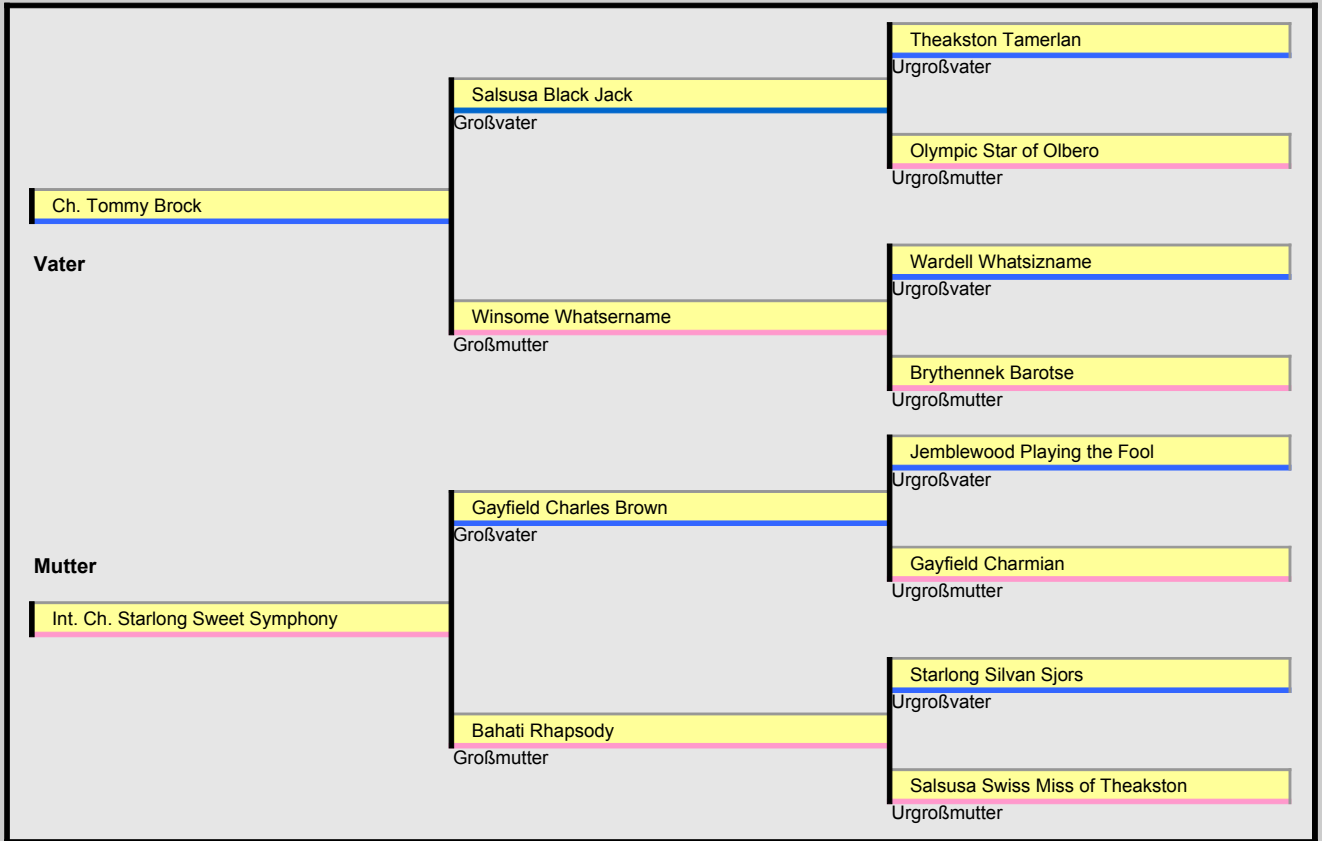 Theakston Tamerlan
Urgroßvater
Salsusa Black Jack
Großvater
Olympic Star of Olbero
Urgroßmutter
Ch. Tommy Brock
Vater
Wardell Whatsizname
Urgroßvater
Winsome Whatsername
Großmutter
Brythennek Barotse
Urgroßmutter
Jemblewood Playing the Fool
Urgroßvater
Gayfield Charles Brown
Großvater
Mutter
Gayfield Charmian
Urgroßmutter
Int. Ch. Starlong Sweet Symphony
Starlong Silvan Sjors
Urgroßvater
Bahati Rhapsody
Großmutter
Salsusa Swiss Miss of Theakston
Urgroßmutter